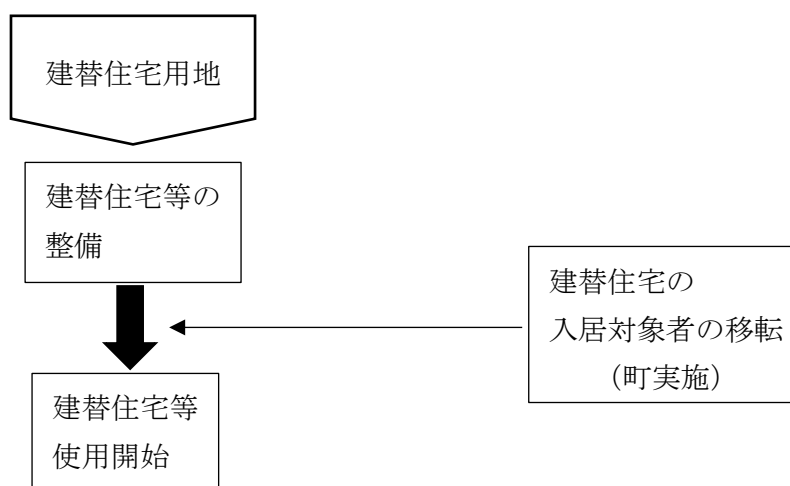 建替住宅用地
建替住宅等の
整備
建替住宅の
入居対象者の移転
（町実施）
建替住宅等
使用開始